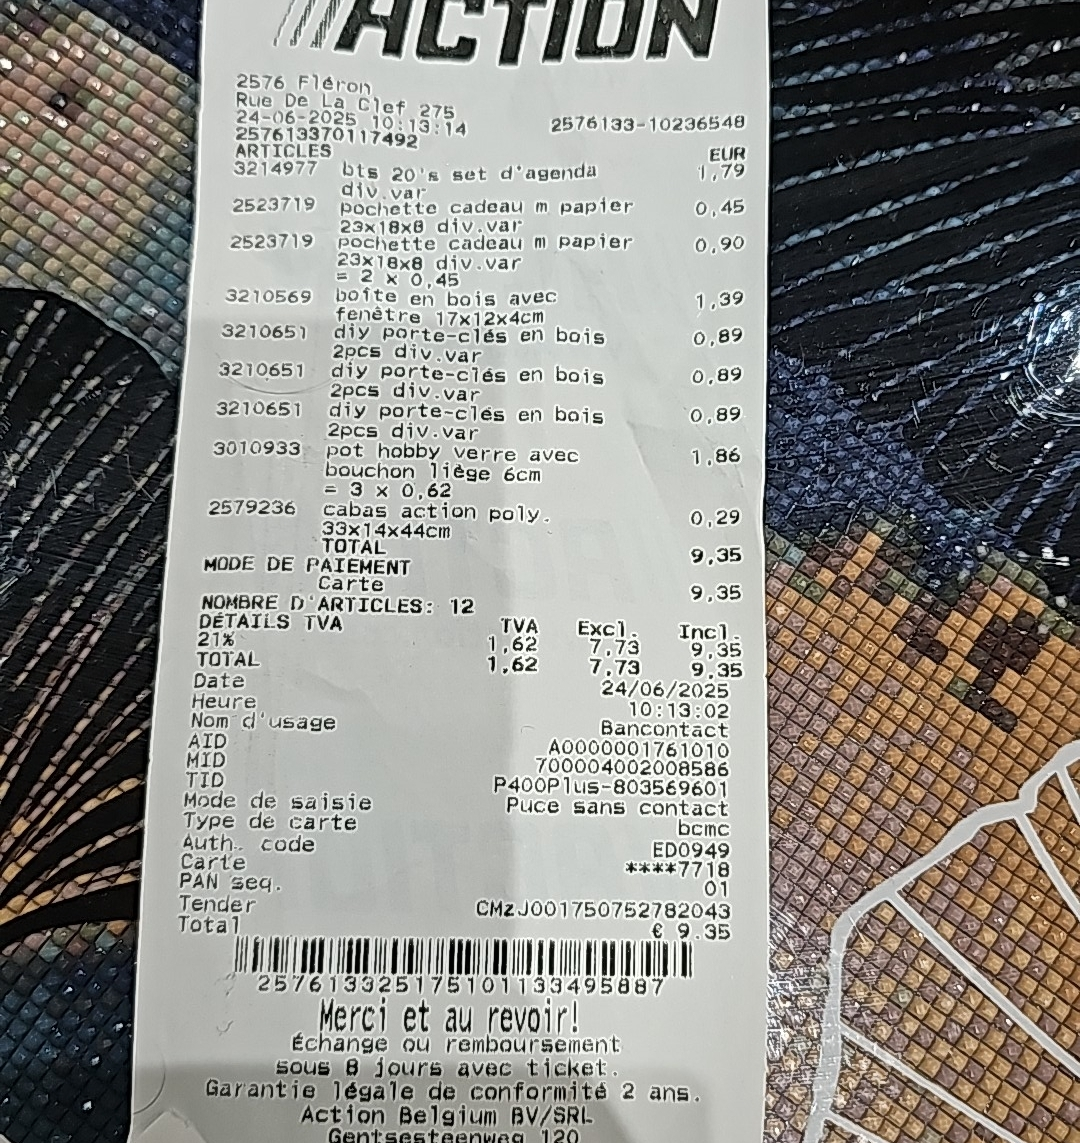 ACTION
2576 Fléron
Rue De La Clef 275
24-06-2025 10:13:14 2576133-10236548
257613370117492
ARTICLES EUR
3214977 bts 20's set d'agenda 1,79
div.var
2523719 pochette cadeau m papier 0,45
23x18x8 div.var
2523719 pochette cadeau m papier 0,90
23x18x8 div.var
= 2 x 0,45
3210569 boîte en bois avec 1,39
fenêtre 17x12x4cm
3210651 diy porte-clés en bois 0,89
2pcs div.var
3210651 diy porte-clés en bois 0,89
2pcs div.var
3210651 diy porte-clés en bois 0,89
2pcs div.var
3010933 pot hobby verre avec 1,86
bouchon liège 6cm
= 3 x 0,62
2579236 cabas action poly. 0,29
33x14x44cm
TOTAL 9,35
MODE DE PAIEMENT
Carte 9,35
NOMBRE D'ARTICLES: 12
DÉTAILS TVA TVA Excl. Incl.
21% 1,62 7,73 9,35
TOTAL 1,62 7,73 9,35
Date 24/06/2025
Heure 10:13:02
Nom d'usage Bancontact
AID A0000001761010
MID 700004002008586
TID P400Plus-803569601
Mode de saisie Puce sans contact
Type de carte bcmc
Auth. code ED0949
Carte ****7718
PAN seq. 01
Tender CMzJ001750752782043
Total € 9.35
257613325175101133495887
Merci et au revoir!
Échange ou remboursement
sous 8 jours avec ticket.
Garantie légale de conformité 2 ans.
Action Belgium BV/SRL
Gentsesteenweg 120